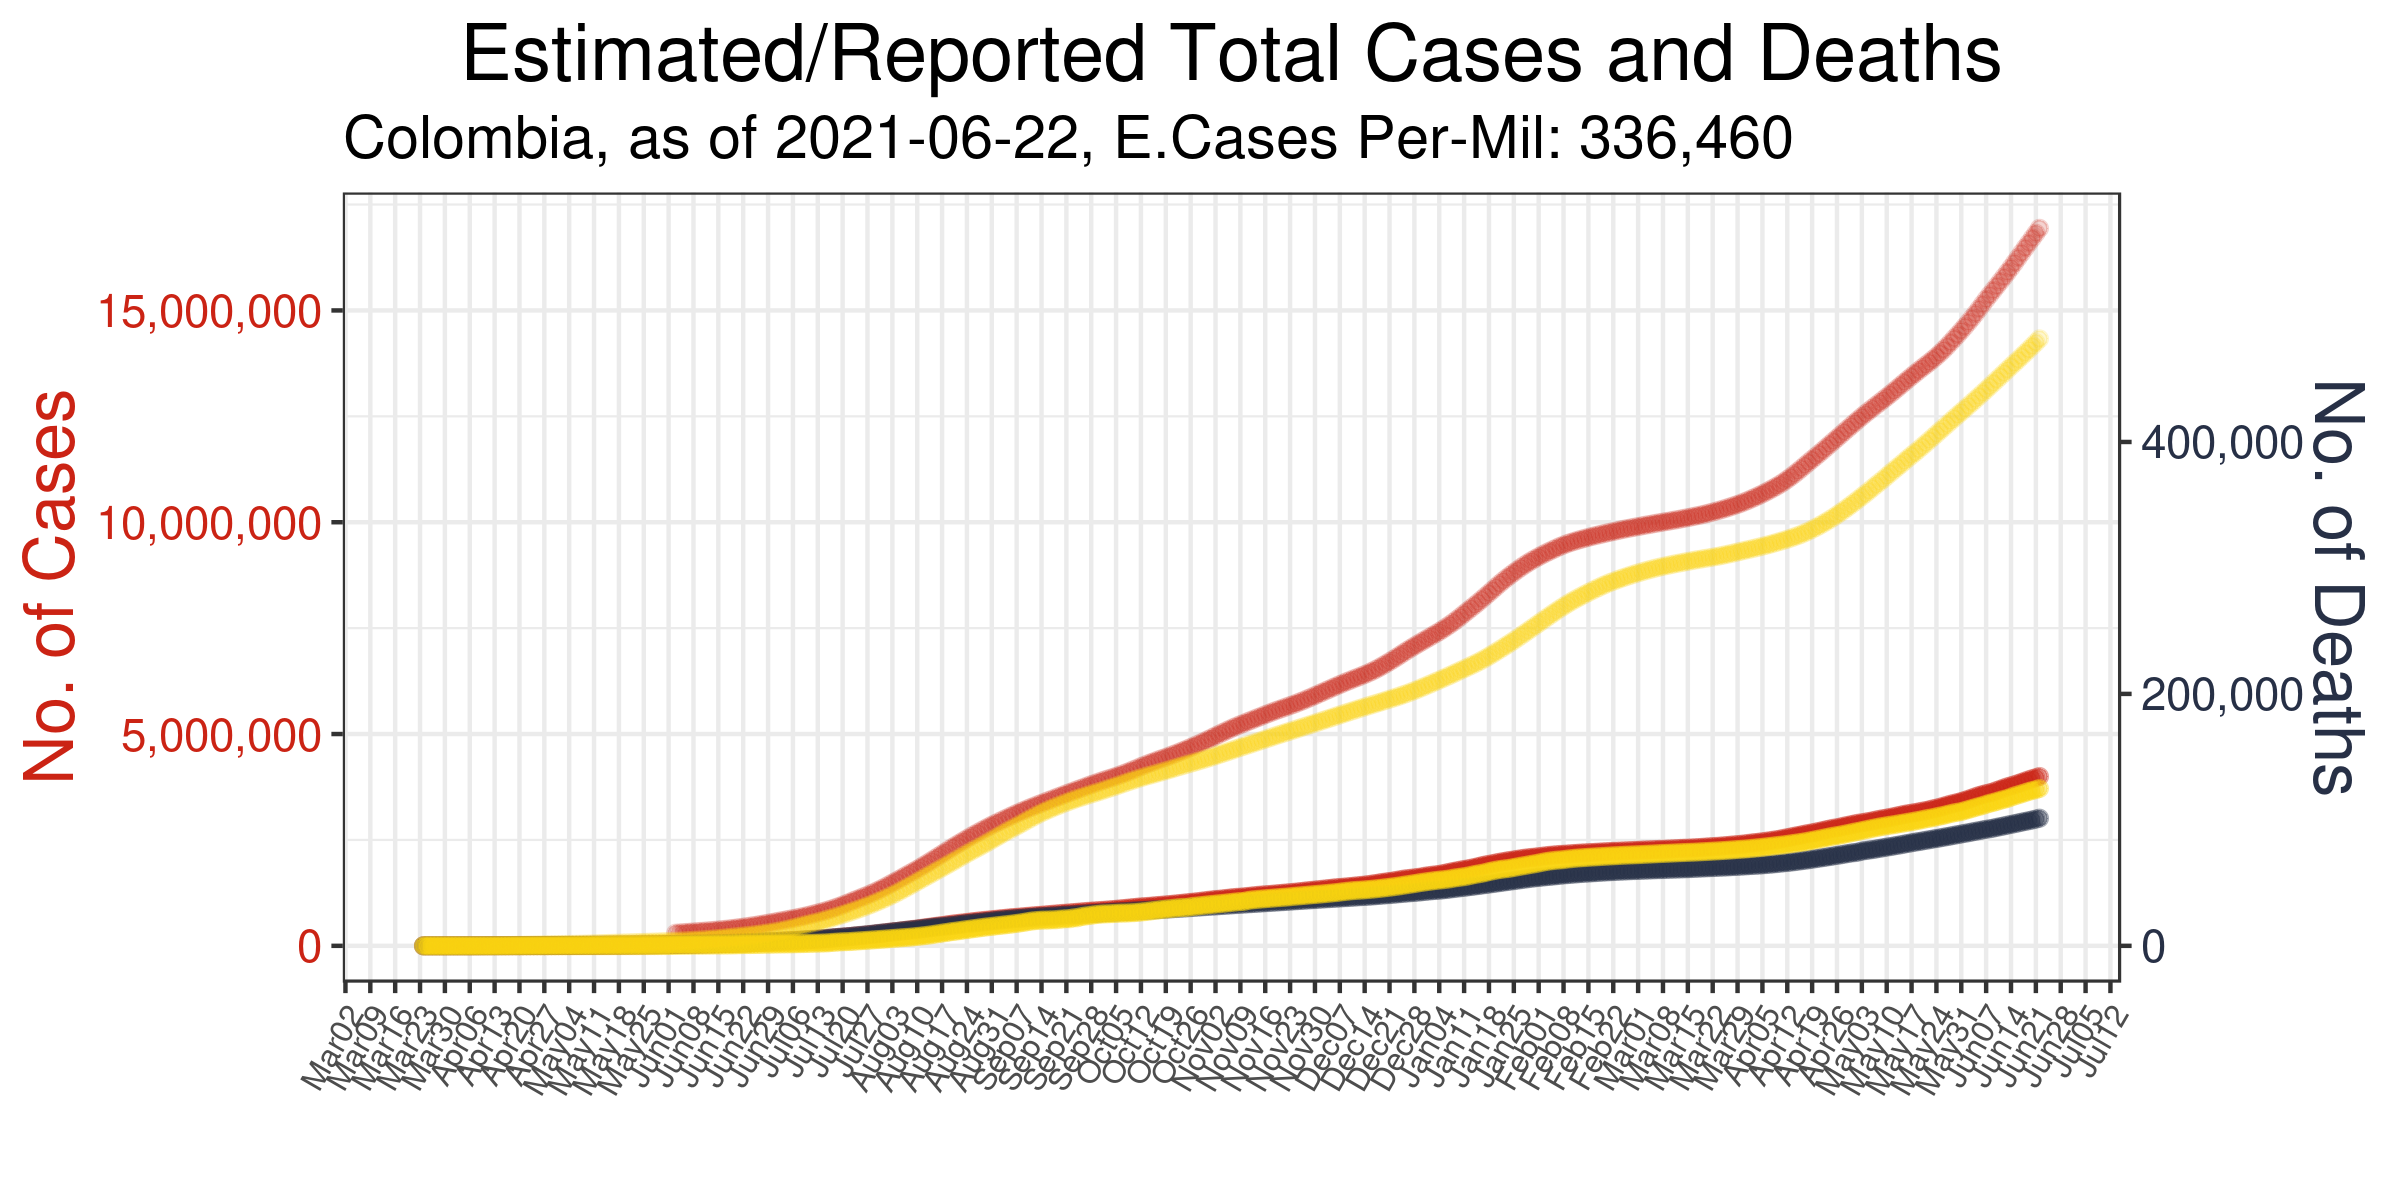 Estimated/Reported Total Cases and Deaths
Colombia, as of 2021-06-22, E.Cases Per-Mil: 336,460
No. of Cases
15,000,000
10,000,000
5,000,000
0
400,000
200,000
0
No. of Deaths
Mar02
Mar09
Mar16
Mar23
Mar30
Apr06
Apr13
Apr20
Apr27
May04
May11
May18
May25
Jun01
Jun08
Jun15
Jun22
Jun29
Jul06
Jul13
Jul20
Jul27
Aug03
Aug10
Aug17
Aug24
Aug31
Sep07
Sep14
Sep21
Sep28
Oct05
Oct12
Oct19
Oct26
Nov02
Nov09
Nov16
Nov23
Nov30
Dec07
Dec14
Dec21
Dec28
Jan04
Jan11
Jan18
Jan25
Feb01
Feb08
Feb15
Feb22
Mar01
Mar08
Mar15
Mar22
Mar29
Apr05
Apr12
Apr19
Apr26
May03
May10
May17
May24
May31
Jun07
Jun14
Jun21
Jun28
Jul05
Jul12